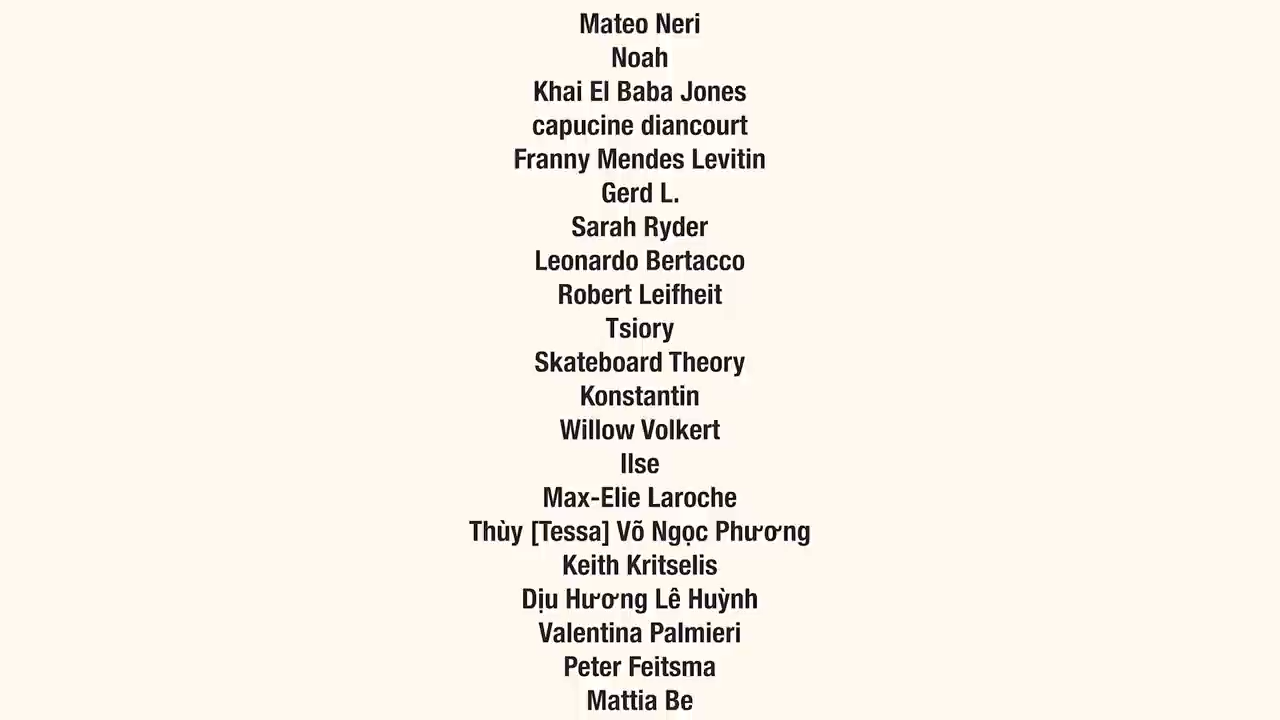 Mateo Neri
Noah
Khai El Baba Jones
capucine diancourt
Franny Mendes Levitin
Gerd L.
Sarah Ryder
Leonardo Bertacco
Robert Leifheit
Tsiory
Skateboard Theory
Konstantin
Willow Volkert
Ilse
Max-Elie Laroche
Thùy [Tessa] Võ Ngọc Phương
Keith Kritselis
Dịu Hương Lê Huỳnh
Valentina Palmieri
Peter Feitsma
Mattia Be